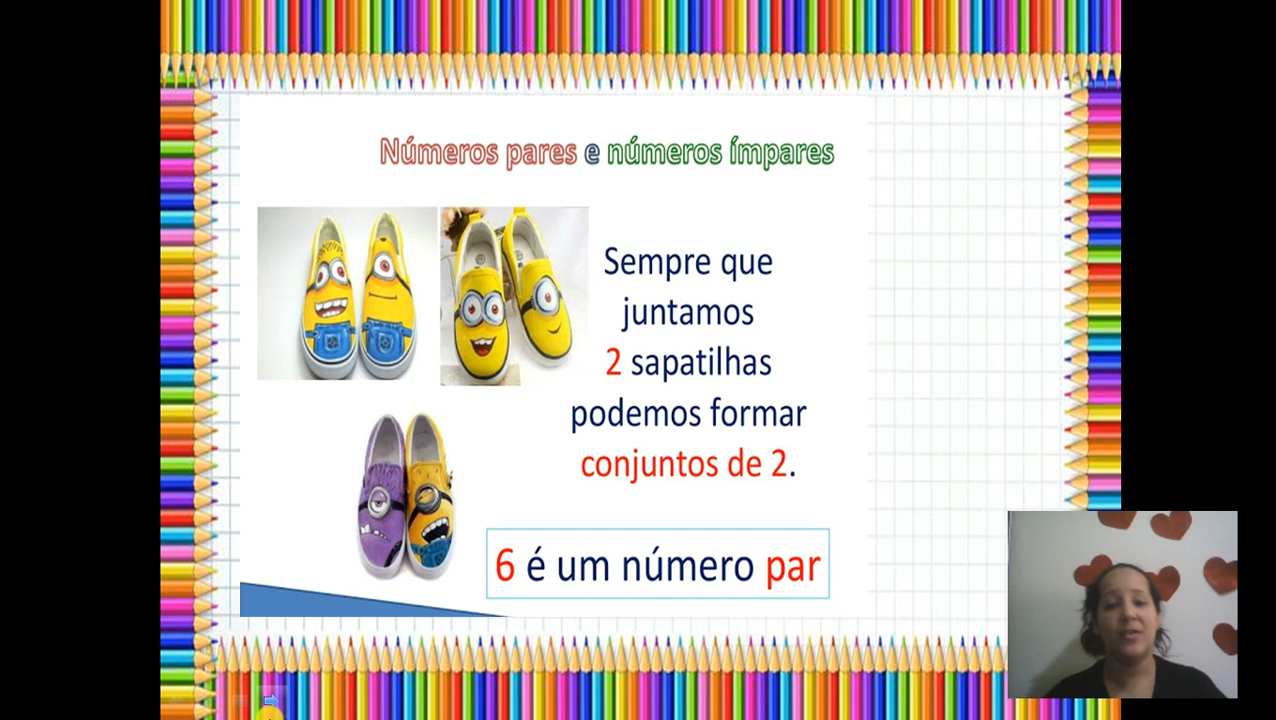 Números pares e números ímpares
Sempre que
juntamos
2 sapatilhas
podemos formar
conjuntos de 2.
6 é um número par